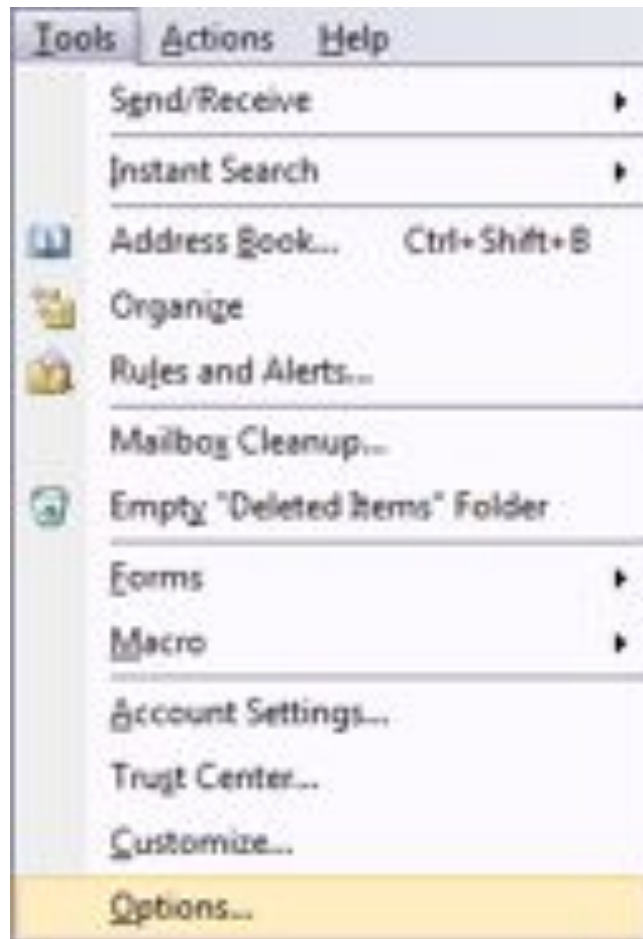 Tools Actions Help
Send/Receive
Instant Search
Address Book... Ctrl+Shift+B
Organize
Rules and Alerts...
Mailbox Cleanup...
Empty "Deleted Items" Folder
Forms
Macro
Account Settings...
Trust Center...
Customize...
Options...